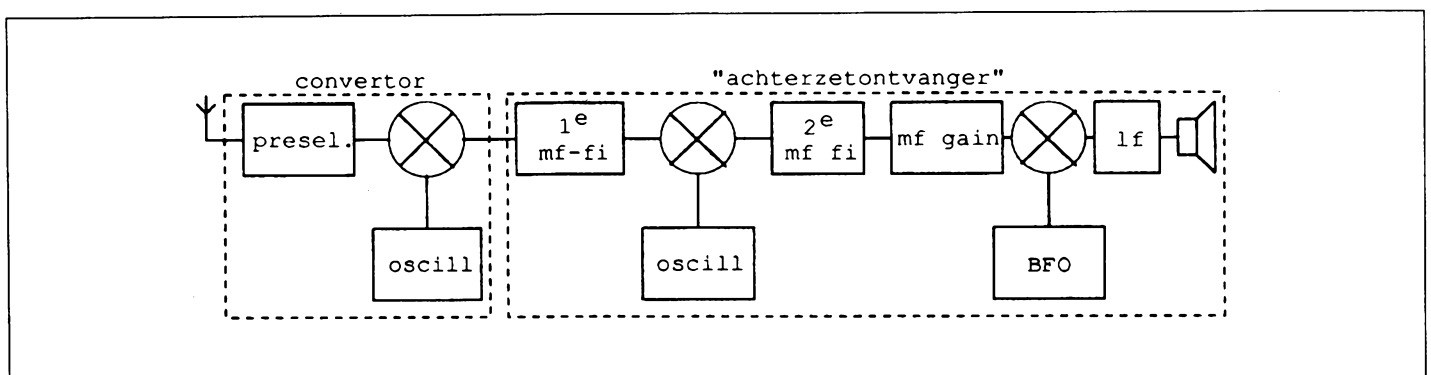 convertor
"achterzetontvanger"
presel.
1e
mf-fi
2e
mf fi
mf gain
lf
oscill
oscill
BFO